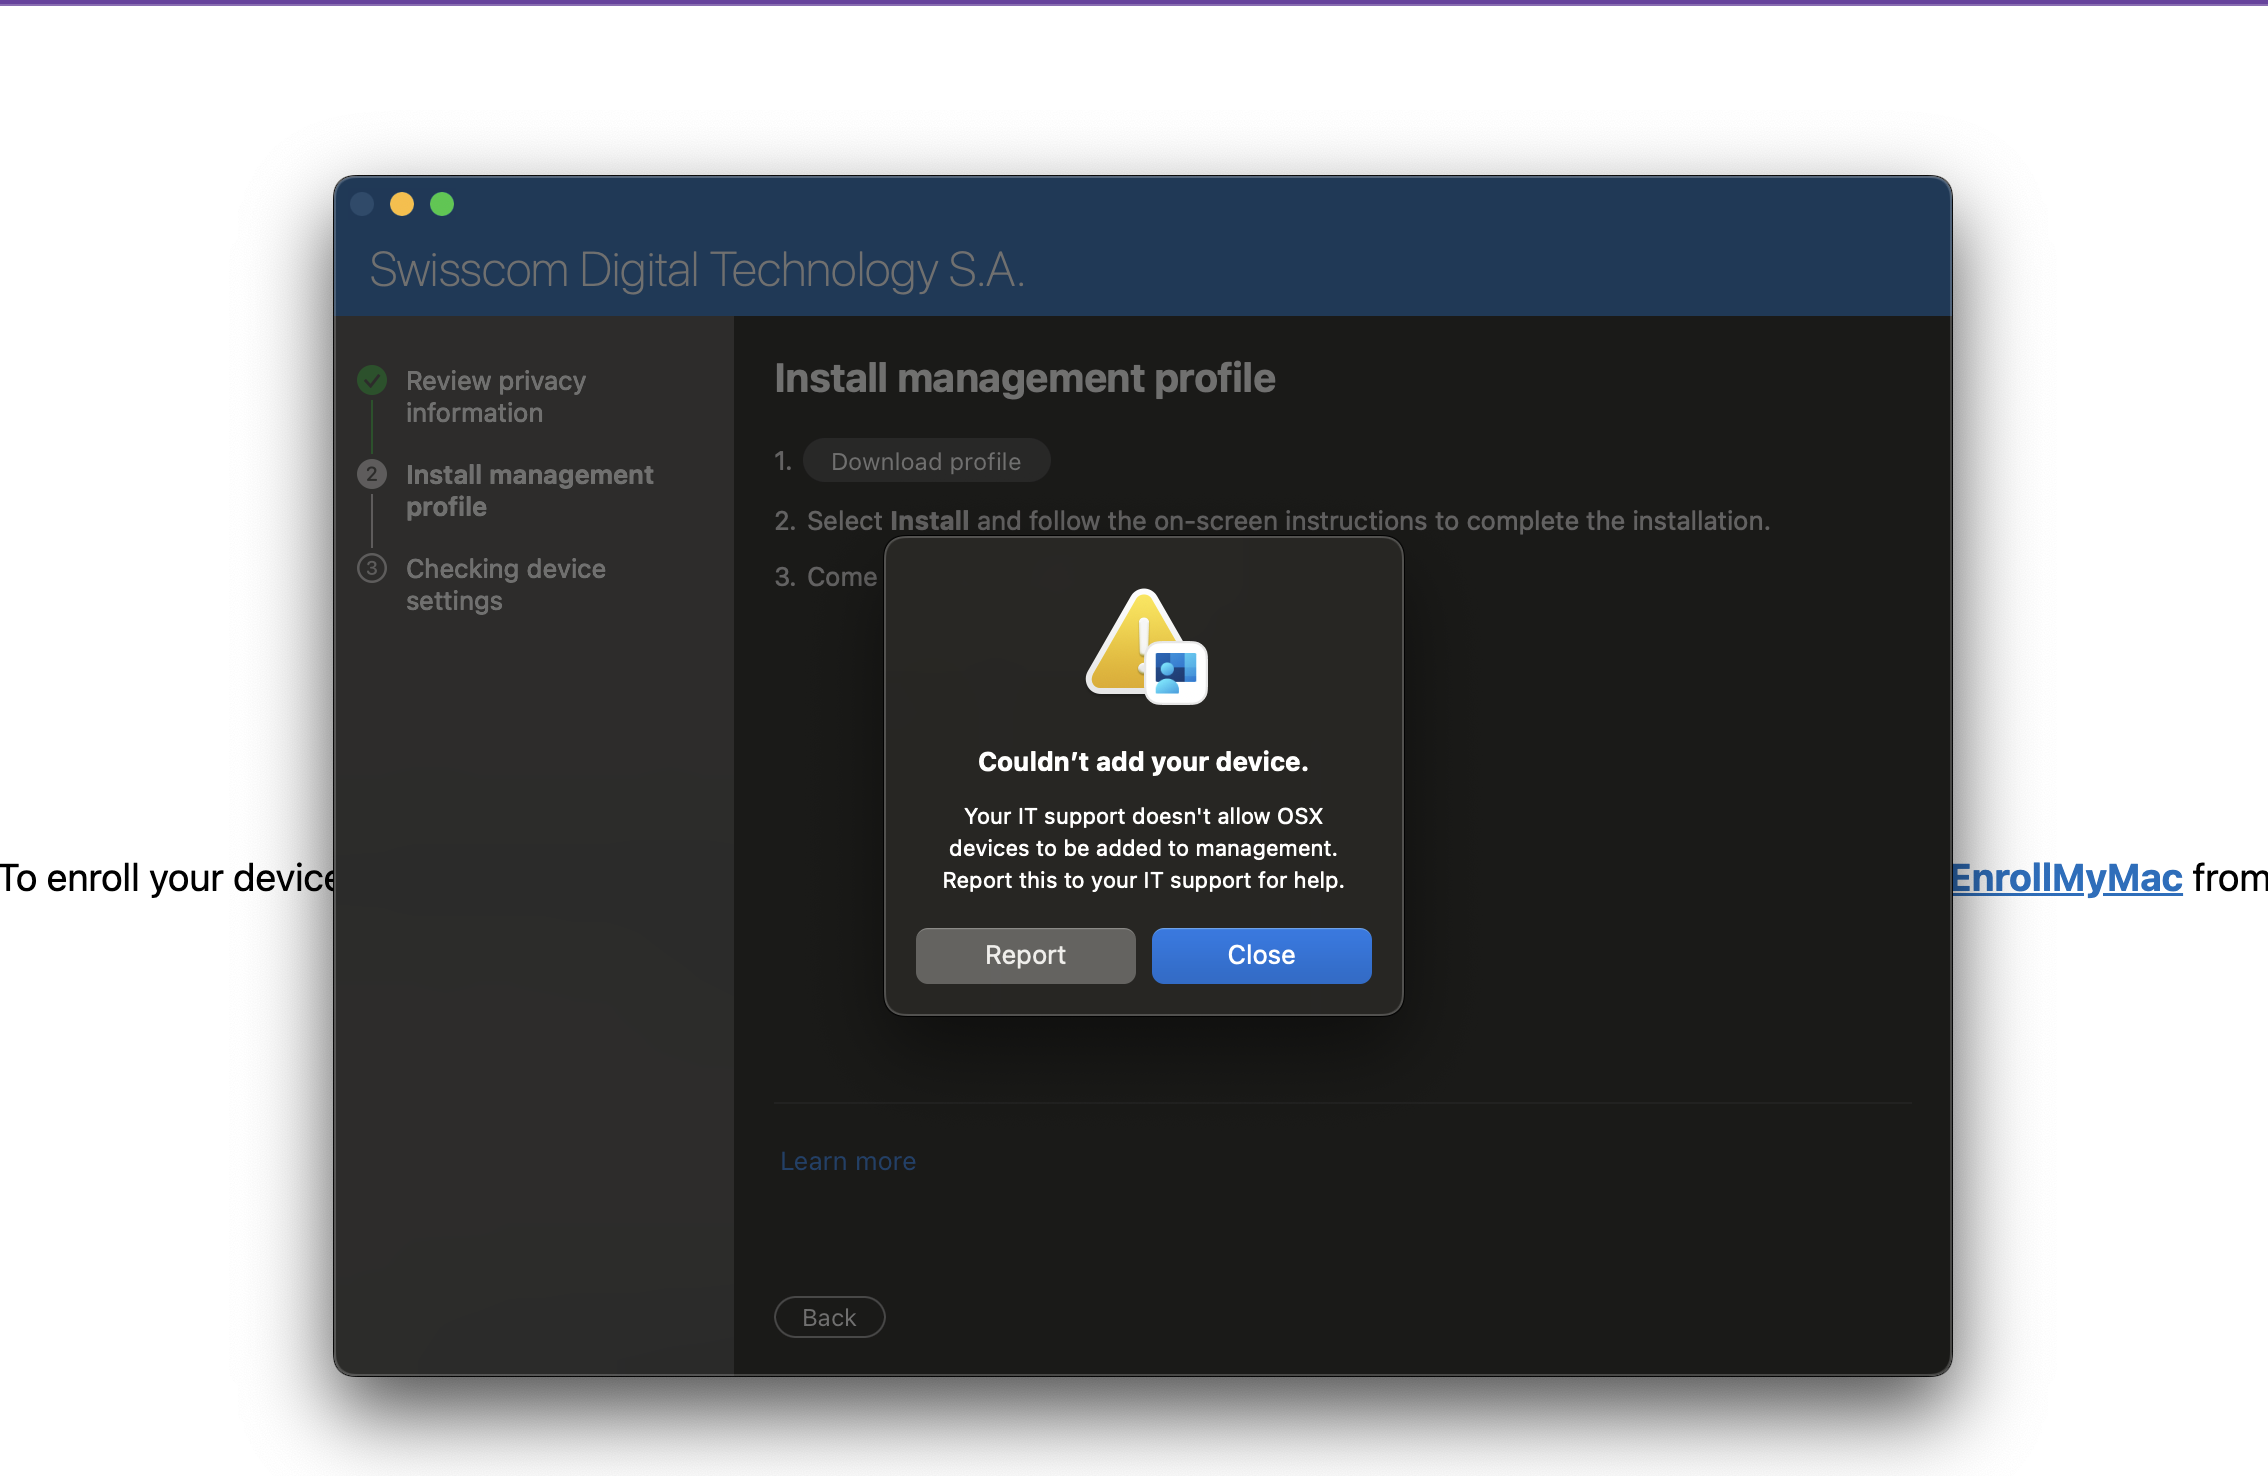 Swisscom Digital Technology S.A.
Review privacy
information
2
Install management
profile
3
Checking device
settings
Install management profile
1. Download profile
2. Select Install and follow the on-screen instructions to complete the installation.
3. Come
Couldn’t add your device.
Your IT support doesn't allow OSX
devices to be added to management.
Report this to your IT support for help.
Report
Close
Learn more
Back
To enroll your device
EnrollMyMac from